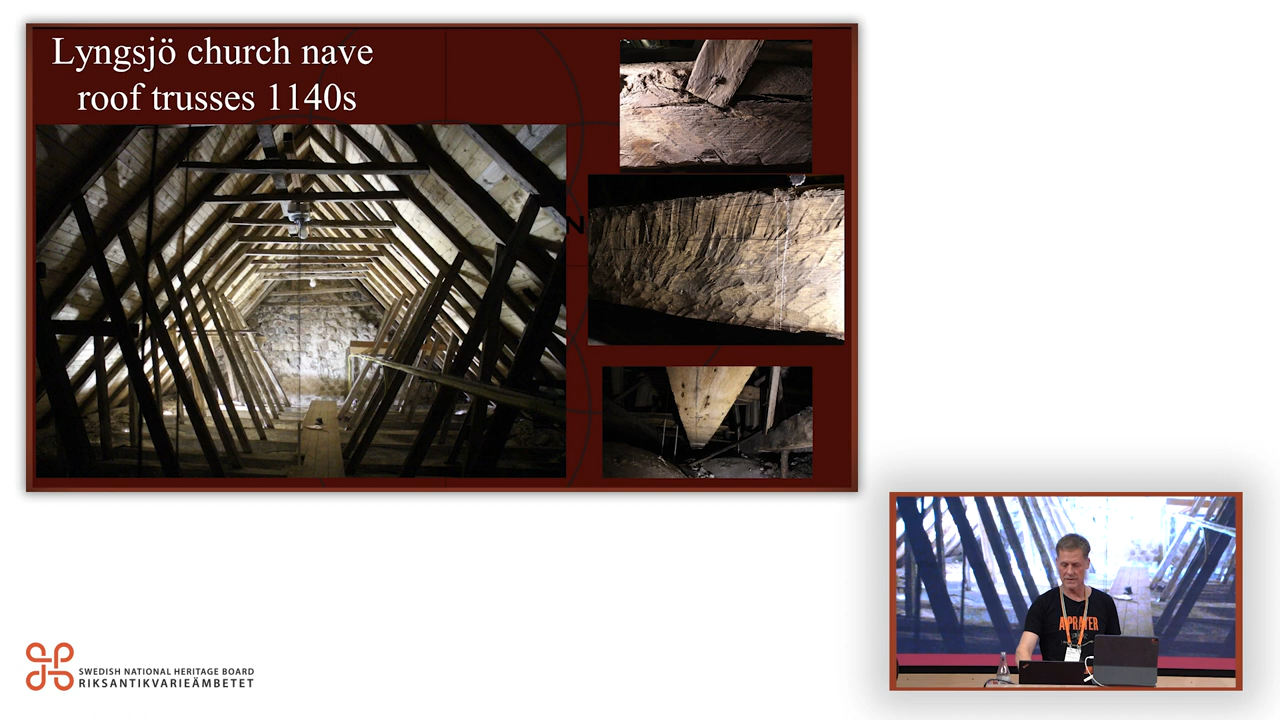 Lyngsjö church nave
roof trusses 1140s
N
SWEDISH NATIONAL HERITAGE BOARD
RIKSANTIKVARIEÄMBETET